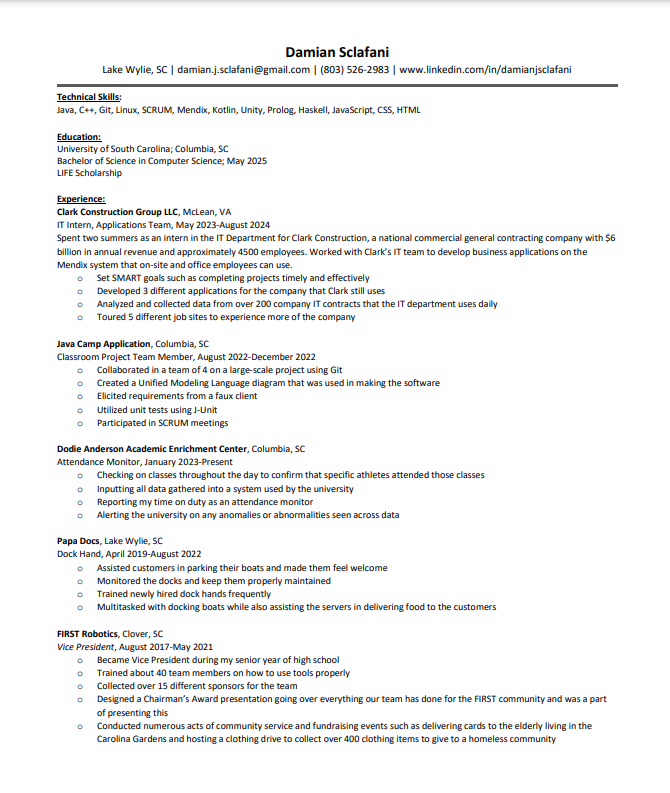 Damian Sclafani
Lake Wylie, SC | damian.j.sclafani@gmail.com | (803) 526-2983 | www.linkedin.com/in/damianjsclafani
Technical Skills:
Java, C++, Git, Linux, SCRUM, Mendix, Kotlin, Unity, Prolog, Haskell, JavaScript, CSS, HTML
Education:
University of South Carolina; Columbia, SC
Bachelor of Science in Computer Science; May 2025
LIFE Scholarship
Experience:
Clark Construction Group LLC, McLean, VA
IT Intern, Applications Team, May 2023-August 2024
Spent two summers as an intern in the IT Department for Clark Construction, a national commercial general contracting company with $6
billion in annual revenue and approximately 4500 employees. Worked with Clark's IT team to develop business applications on the
Mendix system that on-site and office employees can use.
o Set SMART goals such as completing projects timely and effectively
o Developed 3 different applications for the company that Clark still uses
o Analyzed and collected data from over 200 company IT contracts that the IT department uses daily
o Toured 5 different job sites to experience more of the company
Java Camp Application, Columbia, SC
Classroom Project Team Member, August 2022-December 2022
o Collaborated in a team of 4 on a large-scale project using Git
o Created a Unified Modeling Language diagram that was used in making the software
o Elicited requirements from a faux client
o Utilized unit tests using J-Unit
o Participated in SCRUM meetings
Dodie Anderson Academic Enrichment Center, Columbia, SC
Attendance Monitor, January 2023-Present
o Checking on classes throughout the day to confirm that specific athletes attended those classes
o Inputting all data gathered into a system used by the university
o Reporting my time on duty as an attendance monitor
o Alerting the university on any anomalies or abnormalities seen across data
Papa Docs, Lake Wylie, SC
Dock Hand, April 2019-August 2022
o Assisted customers in parking their boats and made them feel welcome
o Monitored the docks and keep them properly maintained
o Trained newly hired dock hands frequently
o Multitasked with docking boats while also assisting the servers in delivering food to the customers
FIRST Robotics, Clover, SC
Vice President, August 2017-May 2021
o Became Vice President during my senior year of high school
o Trained about 40 team members on how to use tools properly
o Collected over 15 different sponsors for the team
o Designed a Chairman's Award presentation going over everything our team has done for the FIRST community and was a part
of presenting this
o Conducted numerous acts of community service and fundraising events such as delivering cards to the elderly living in the
Carolina Gardens and hosting a clothing drive to collect over 400 clothing items to give to a homeless community